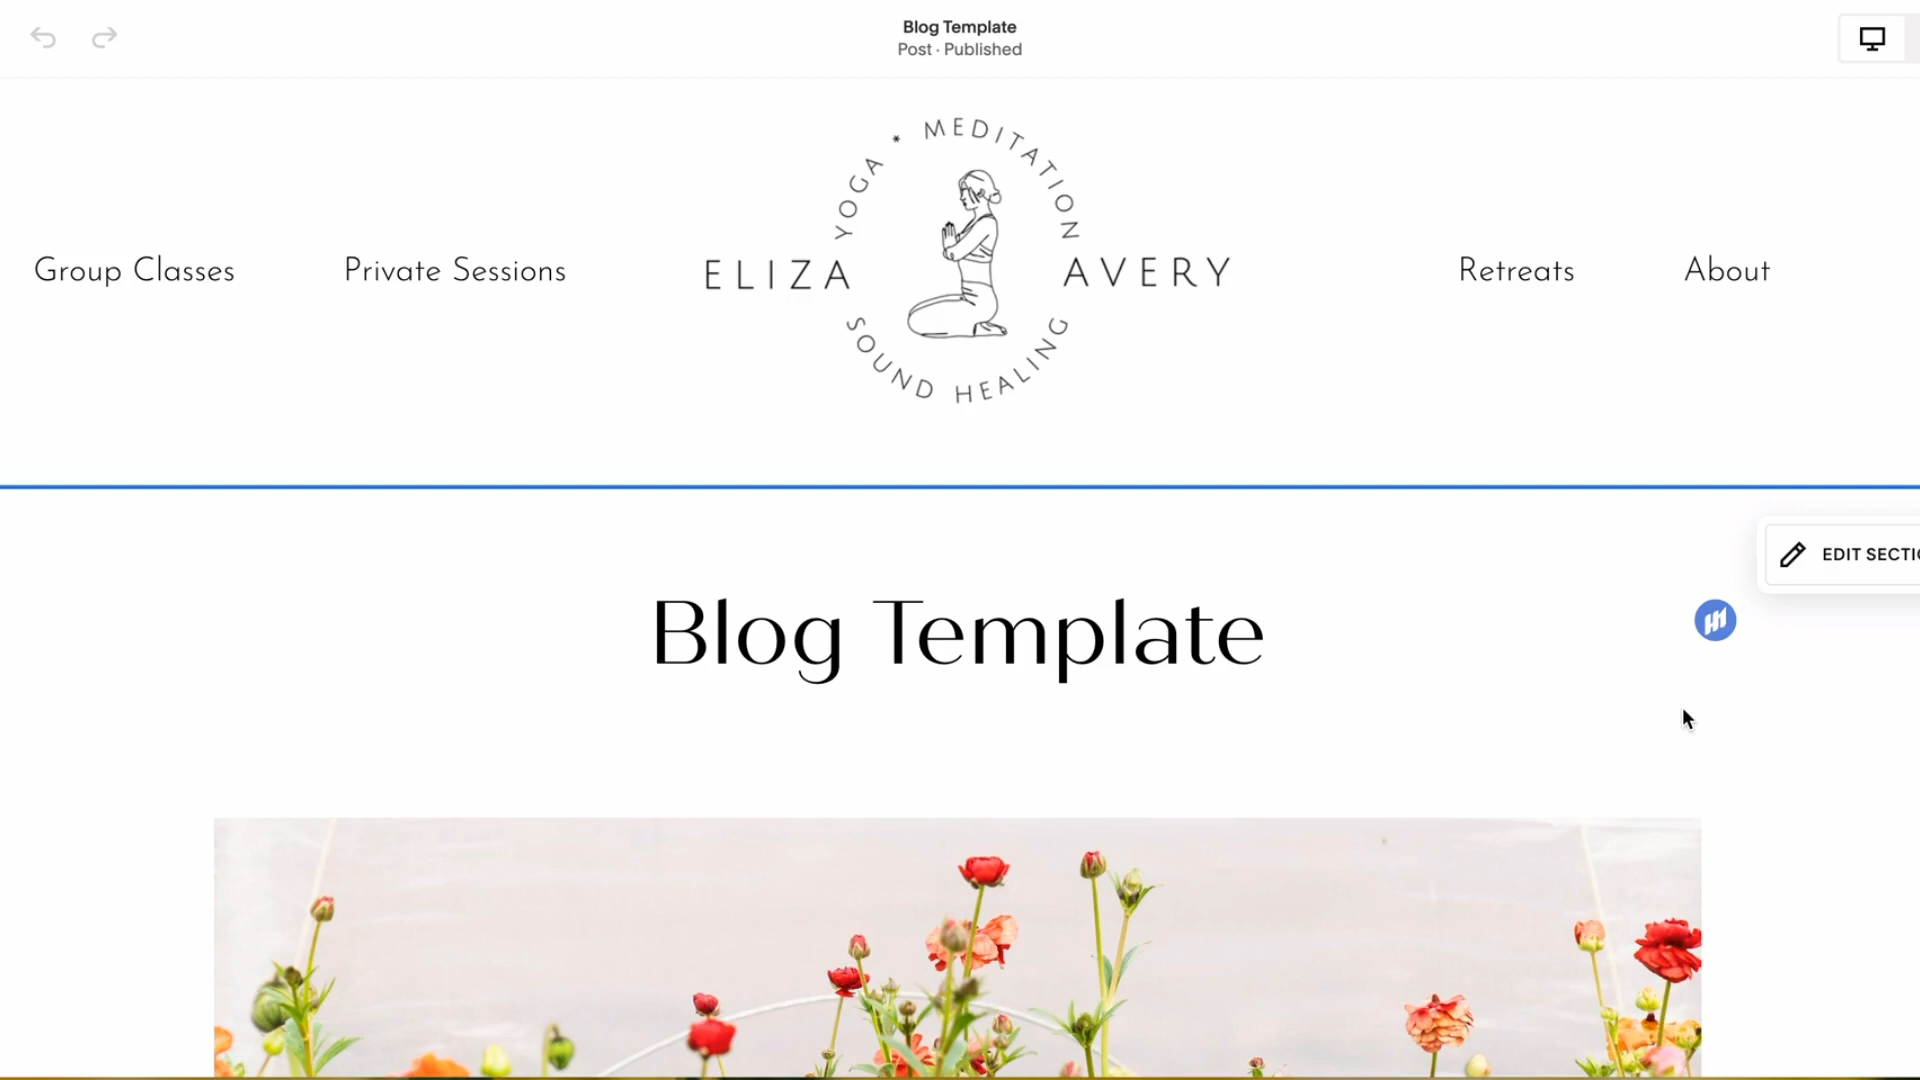 Blog Template
Post · Published
YOGA * MEDITATION
Group Classes
Private Sessions
ELIZA AVERY
Retreats
About
SOUND HEALING
EDIT SECTIO
Blog Template